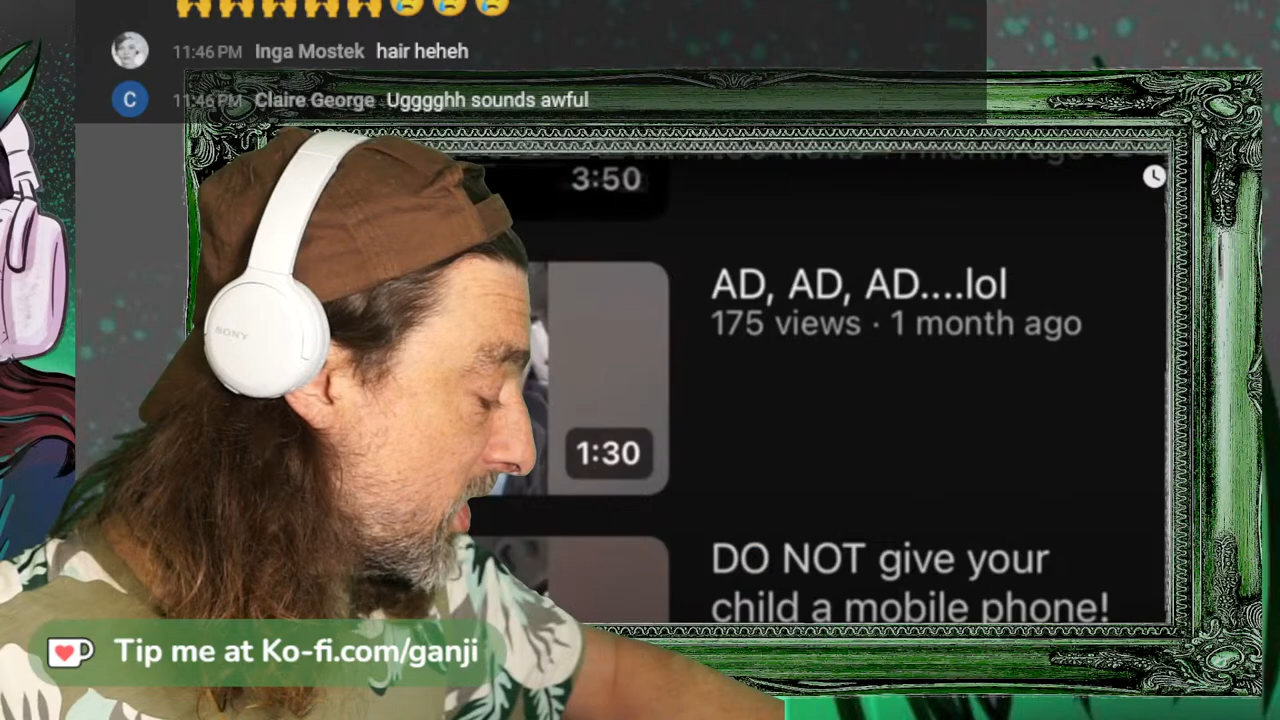 11:46 PM Inga Mostek hair heheh
C 11:46 PM Claire George Uggggh sounds awful
3:50
AD, AD, AD....lol
175 views · 1 month ago
SONY
1:30
DO NOT give your
child a mobile phone!
Tip me at Ko-fi.com/ganji